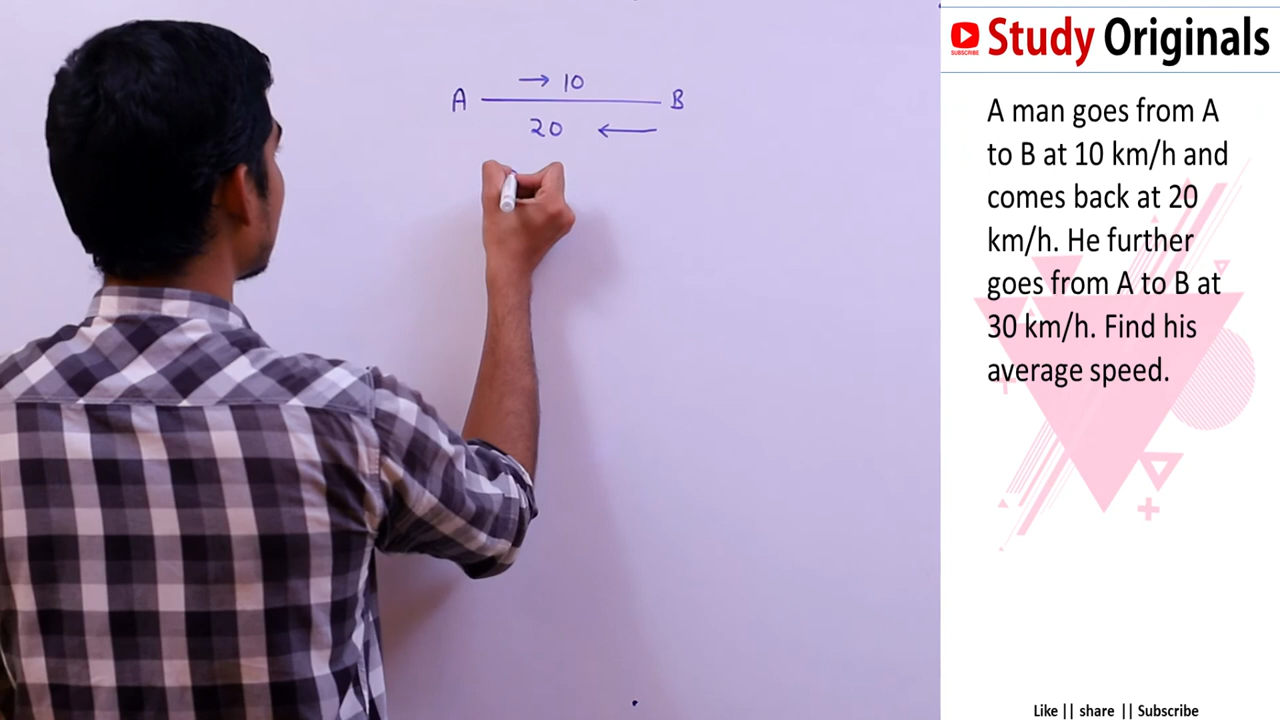 → 10
A B
20 ←
SUBSCRIBE
Study Originals
A man goes from A
to B at 10 km/h and
comes back at 20
km/h. He further
goes from A to B at
30 km/h. Find his
average speed.
Like || share || Subscribe